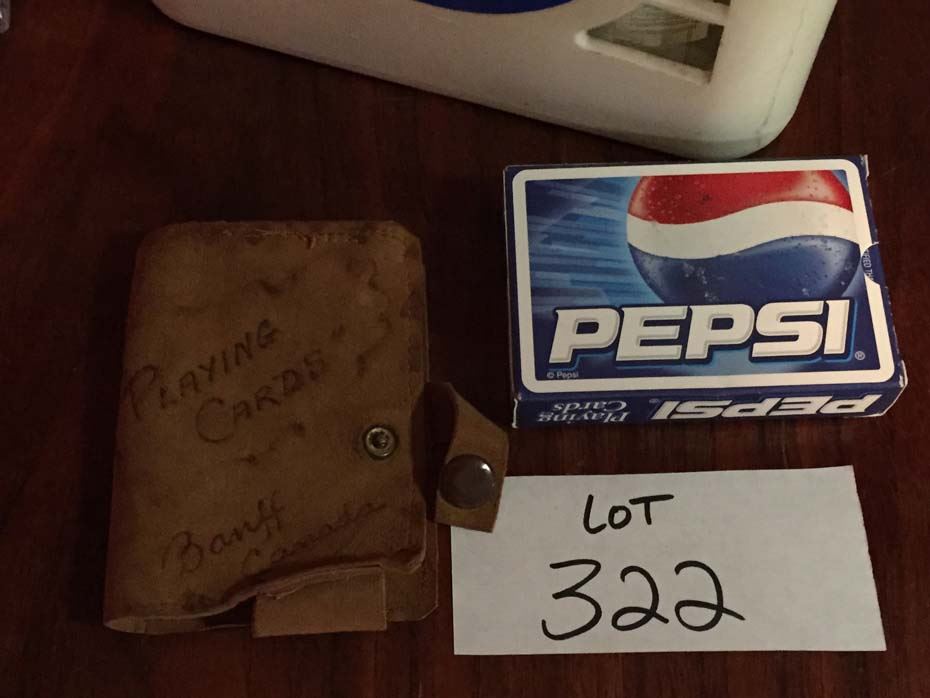 PLAYING
CARDS
Banff
Canada
PEPSI®
© Pepsi
Playing
Cards
PEPSI
LOT
322